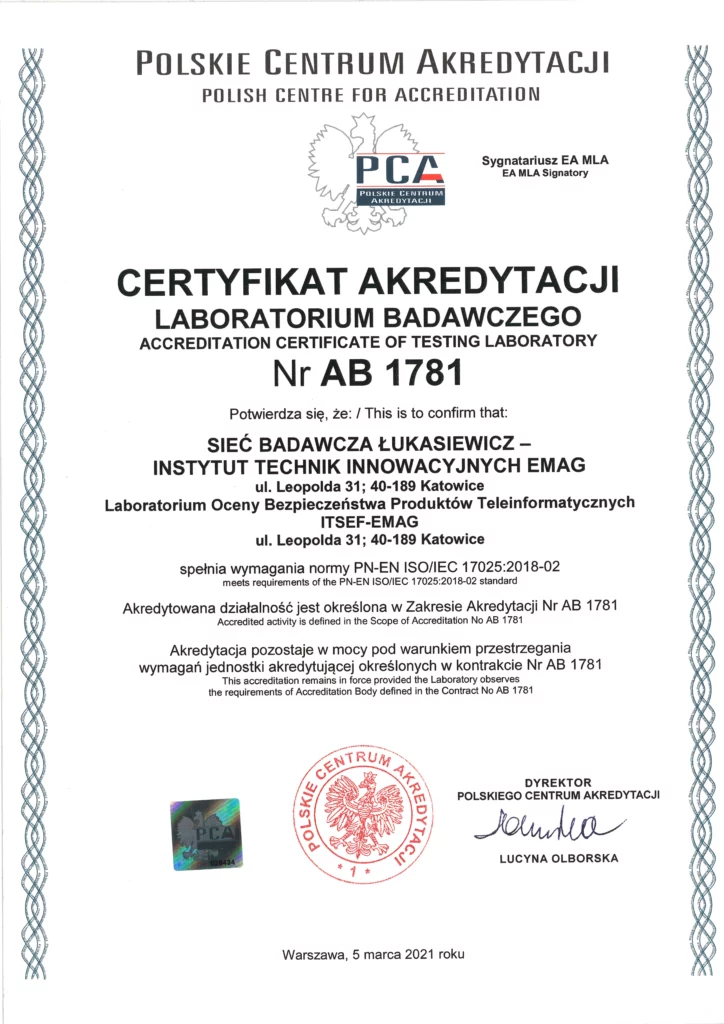 POLSKIE CENTRUM AKREDYTACJI
POLISH CENTRE FOR ACCREDITATION
PCA
POLSKIE CENTRUM
AKREDYTACJI
Sygnatariusz EA MLA
EA MLA Signatory
CERTYFIKAT AKREDYTACJI
LABORATORIUM BADAWCZEGO
ACCREDITATION CERTIFICATE OF TESTING LABORATORY
Nr AB 1781
Potwierdza się, że: / This is to confirm that:
SIEĆ BADAWCZA ŁUKASIEWICZ –
INSTYTUT TECHNIK INNOWACYJNYCH EMAG
ul. Leopolda 31; 40-189 Katowice
Laboratorium Oceny Bezpieczeństwa Produktów Teleinformatycznych
ITSEF-EMAG
ul. Leopolda 31; 40-189 Katowice
spełnia wymagania normy PN-EN ISO/IEC 17025:2018-02
meets requirements of the PN-EN ISO/IEC 17025:2018-02 standard
Akredytowana działalność jest określona w Zakresie Akredytacji Nr AB 1781
Accredited activity is defined in the Scope of Accreditation No AB 1781
Akredytacja pozostaje w mocy pod warunkiem przestrzegania
wymagań jednostki akredytującej określonych w kontrakcie Nr AB 1781
This accreditation remains in force provided the Laboratory observes
the requirements of Accreditation Body defined in the Contract No AB 1781
PCA
POLSKIE CENTRUM AKREDYTACJI
* 1 *
DYREKTOR
POLSKIEGO CENTRUM AKREDYTACJI
LUCYNA OLBORSKA
Warszawa, 5 marca 2021 roku